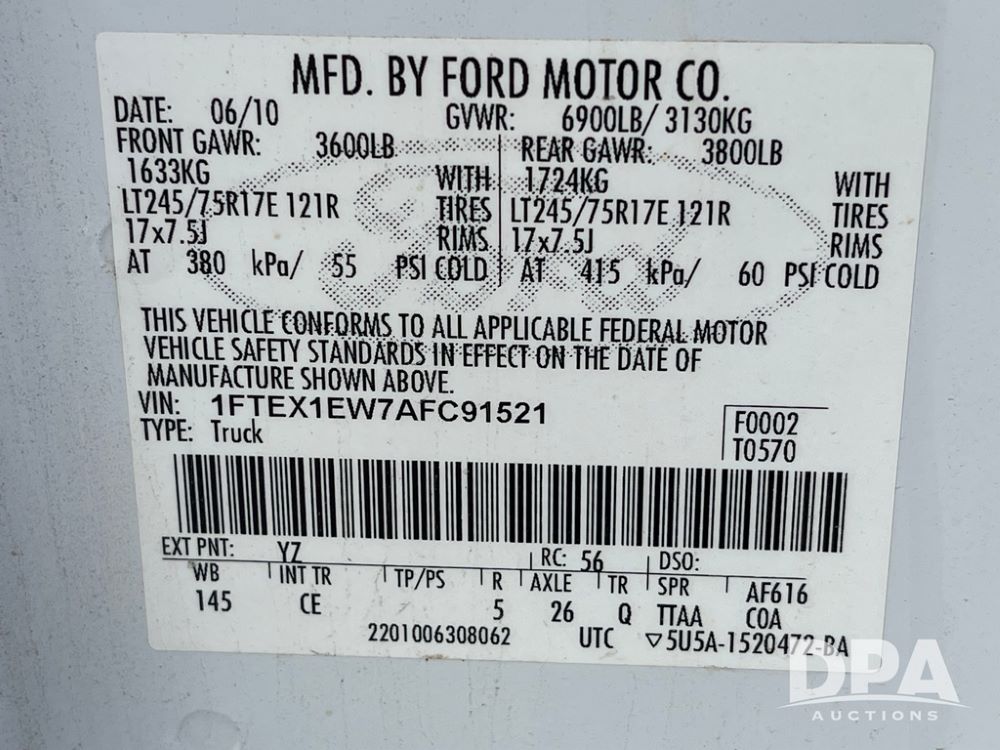 MFD. BY FORD MOTOR CO.
DATE: 06/10 GVWR: 6900LB/ 3130KG
FRONT GAWR: 3600LB REAR GAWR: 3800LB
1633KG WITH 1724KG WITH
LT245/75R17E 121R TIRES LT245/75R17E 121R TIRES
17x7.5J RIMS 17x7.5J RIMS
AT 380 kPa/ 55 PSI COLD AT 415 kPa/ 60 PSI COLD
THIS VEHICLE CONFORMS TO ALL APPLICABLE FEDERAL MOTOR
VEHICLE SAFETY STANDARDS IN EFFECT ON THE DATE OF
MANUFACTURE SHOWN ABOVE.
VIN: 1FTEX1EW7AFC91521 F0002
TYPE: Truck T0570
EXT PNT: YZ RC: 56 DSO:
WB INT TR TP/PS R AXLE TR SPR AF616
145 CE 5 26 Q TTAA COA
2201006308062 UTC ▽5U5A-1520472-BA
DPA
AUCTIONS